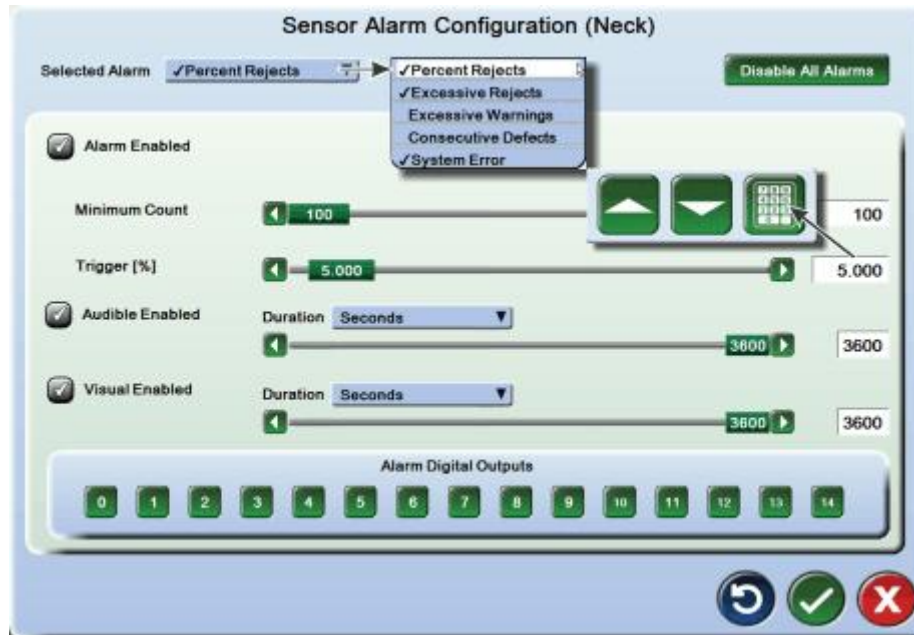 Sensor Alarm Configuration (Neck)
Selected Alarm ✓Percent Rejects
✓Percent Rejects
✓Excessive Rejects
Excessive Warnings
Consecutive Defects
✓System Error
Disable All Alarms
Alarm Enabled
Minimum Count 100 100
Trigger [%] 5.000 5.000
Audible Enabled Duration Seconds
3600 3600
Visual Enabled Duration Seconds
3600 3600
Alarm Digital Outputs
0 1 2 3 4 5 6 7 8 9 10 11 12 13 14